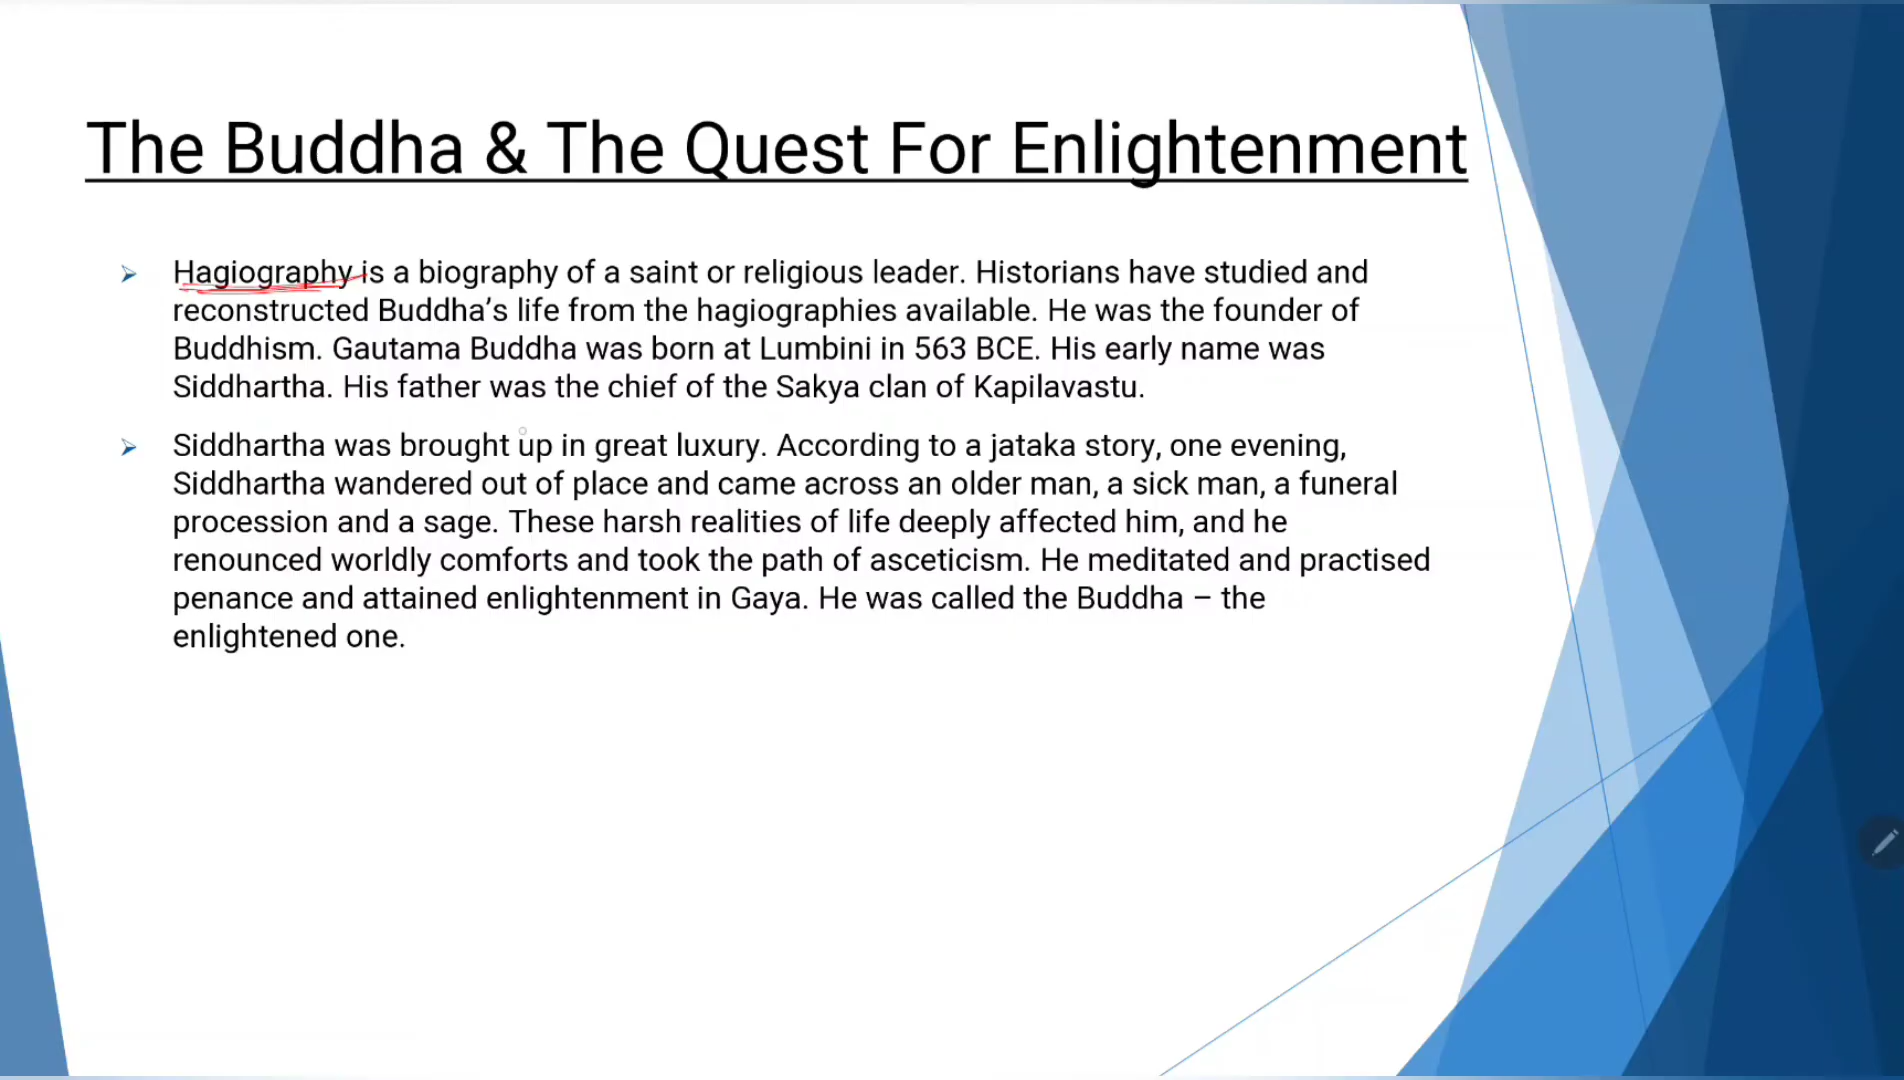 The Buddha & The Quest For Enlightenment
Hagiography is a biography of a saint or religious leader. Historians have studied and
reconstructed Buddha’s life from the hagiographies available. He was the founder of
Buddhism. Gautama Buddha was born at Lumbini in 563 BCE. His early name was
Siddhartha. His father was the chief of the Sakya clan of Kapilavastu.
Siddhartha was brought up in great luxury. According to a jataka story, one evening,
Siddhartha wandered out of place and came across an older man, a sick man, a funeral
procession and a sage. These harsh realities of life deeply affected him, and he
renounced worldly comforts and took the path of asceticism. He meditated and practised
penance and attained enlightenment in Gaya. He was called the Buddha – the
enlightened one.